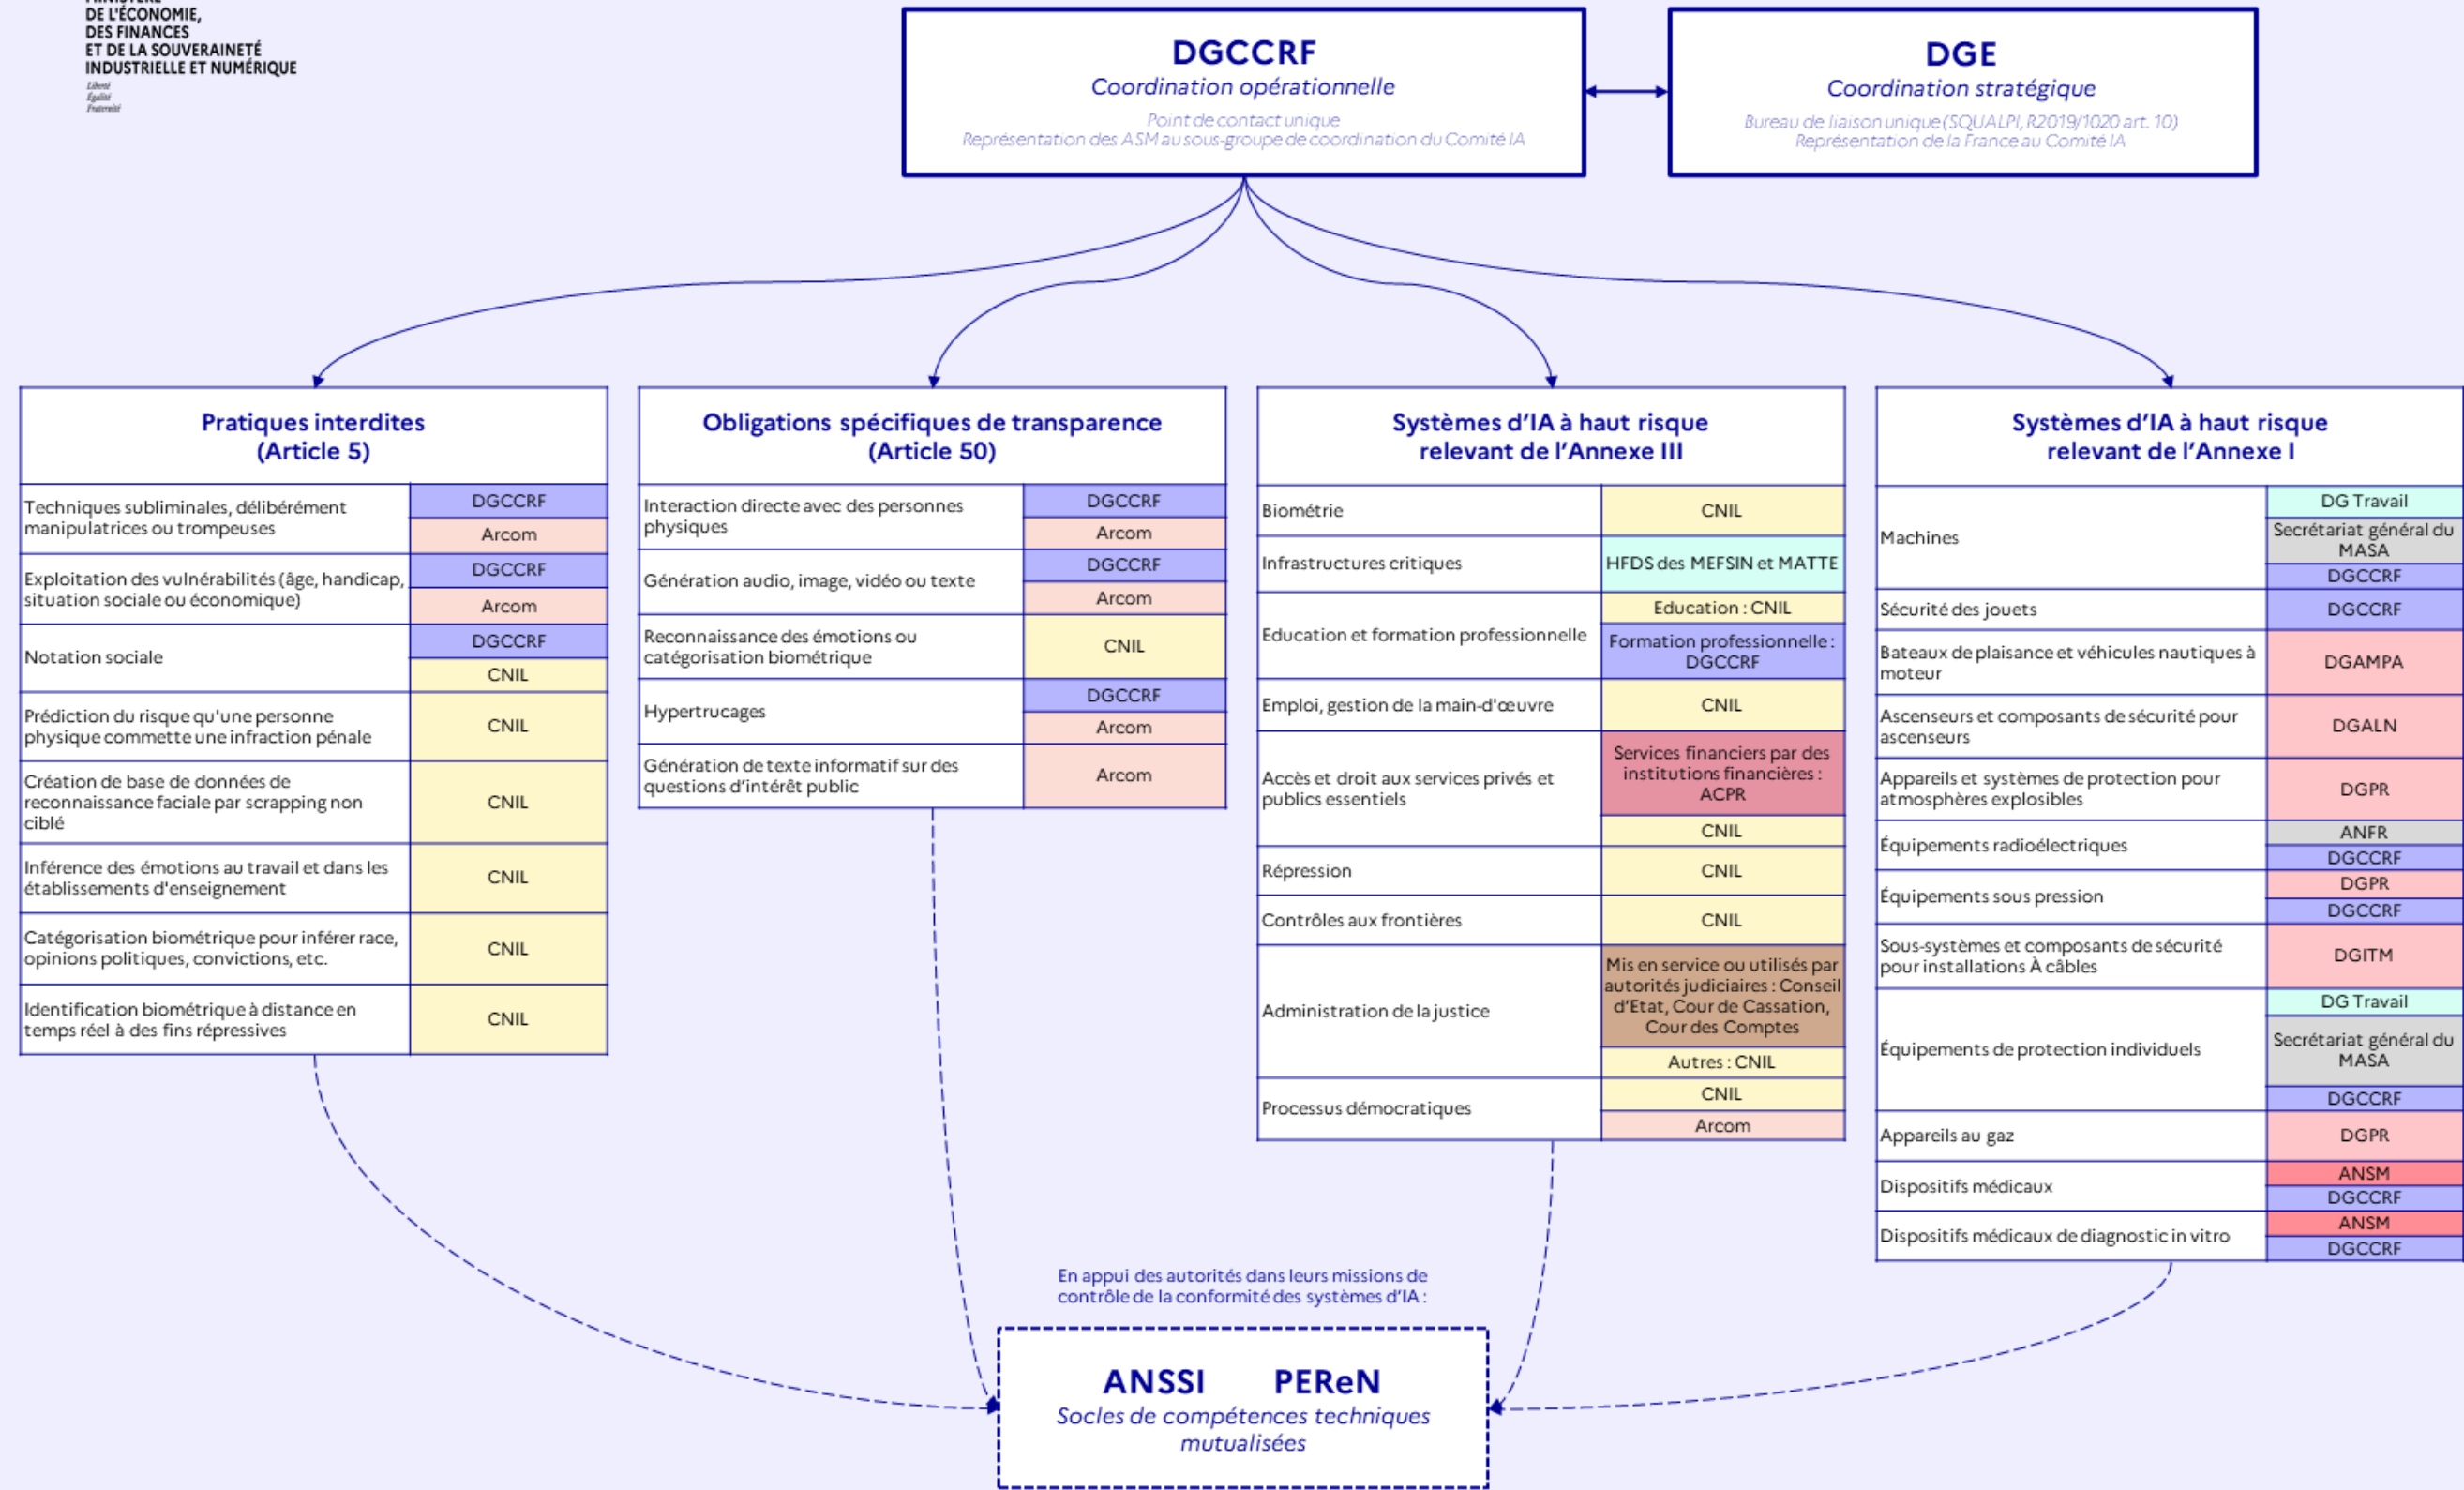 MINISTÈRE
DE L'ÉCONOMIE,
DES FINANCES
ET DE LA SOUVERAINETÉ
INDUSTRIELLE ET NUMÉRIQUE
Liberté
Égalité
Fraternité
DGCCRF
Coordination opérationnelle
Point de contact unique
Représentation des ASM au sous-groupe de coordination du Comité IA
DGE
Coordination stratégique
Bureau de liaison unique (SQUALPI, R2019/1020 art. 10)
Représentation de la France au Comité IA
Pratiques interdites
(Article 5)
Techniques subliminales, délibérément
manipulatrices ou trompeuses
DGCCRF
Arcom
Exploitation des vulnérabilités (âge, handicap,
situation sociale ou économique)
DGCCRF
Arcom
Notation sociale
DGCCRF
CNIL
Prédiction du risque qu'une personne
physique commette une infraction pénale
CNIL
Création de base de données de
reconnaissance faciale par scrapping non
ciblé
CNIL
Inférence des émotions au travail et dans les
établissements d'enseignement
CNIL
Catégorisation biométrique pour inférer race,
opinions politiques, convictions, etc.
CNIL
Identification biométrique à distance en
temps réel à des fins répressives
CNIL
Obligations spécifiques de transparence
(Article 50)
Interaction directe avec des personnes
physiques
DGCCRF
Arcom
Génération audio, image, vidéo ou texte
DGCCRF
Arcom
Reconnaissance des émotions ou
catégorisation biométrique
CNIL
Hypertrucages
DGCCRF
Arcom
Génération de texte informatif sur des
questions d'intérêt public
Arcom
Systèmes d'IA à haut risque
relevant de l'Annexe III
Biométrie
CNIL
Infrastructures critiques
HFDS des MEFSIN et MATTE
Education et formation professionnelle
Education : CNIL
Formation professionnelle :
DGCCRF
Emploi, gestion de la main-d'œuvre
CNIL
Accès et droit aux services privés et
publics essentiels
Services financiers par des
institutions financières :
ACPR
CNIL
Répression
CNIL
Contrôles aux frontières
CNIL
Administration de la justice
Mis en service ou utilisés par
autorités judiciaires : Conseil
d'Etat, Cour de Cassation,
Cour des Comptes
Autres : CNIL
Processus démocratiques
CNIL
Arcom
Systèmes d'IA à haut risque
relevant de l'Annexe I
Machines
DG Travail
Secrétariat général du
MASA
DGCCRF
Sécurité des jouets
DGCCRF
Bateaux de plaisance et véhicules nautiques à
moteur
DGAMPA
Ascenseurs et composants de sécurité pour
ascenseurs
DGALN
Appareils et systèmes de protection pour
atmosphères explosibles
DGPR
Équipements radioélectriques
ANFR
DGCCRF
Équipements sous pression
DGPR
DGCCRF
Sous-systèmes et composants de sécurité
pour installations À câbles
DGITM
Équipements de protection individuels
DG Travail
Secrétariat général du
MASA
DGCCRF
Appareils au gaz
DGPR
Dispositifs médicaux
ANSM
DGCCRF
Dispositifs médicaux de diagnostic in vitro
ANSM
DGCCRF
En appui des autorités dans leurs missions de
contrôle de la conformité des systèmes d'IA :
ANSSI PEReN
Socles de compétences techniques
mutualisées